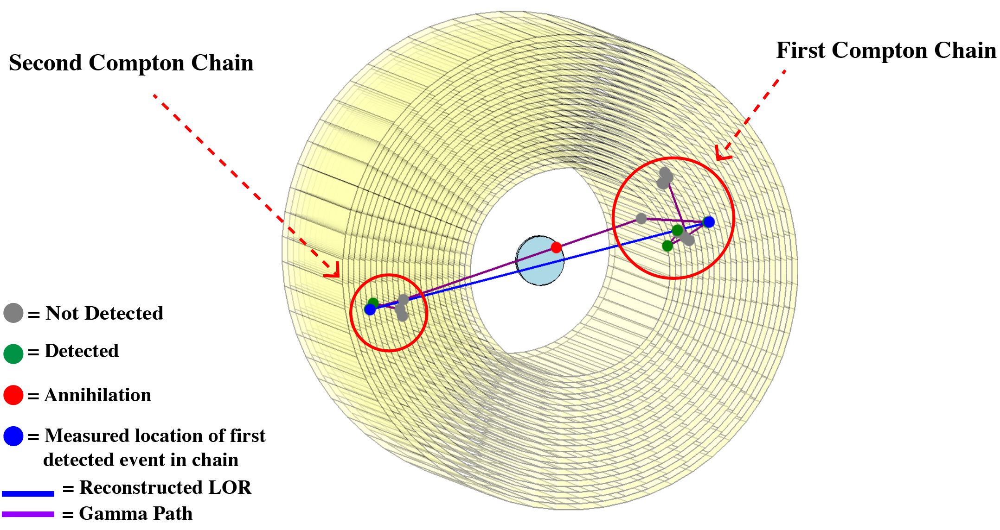 First Compton Chain
Second Compton Chain
= Not Detected
= Detected
= Annihilation
= Measured location of first
detected event in chain
= Reconstructed LOR
= Gamma Path